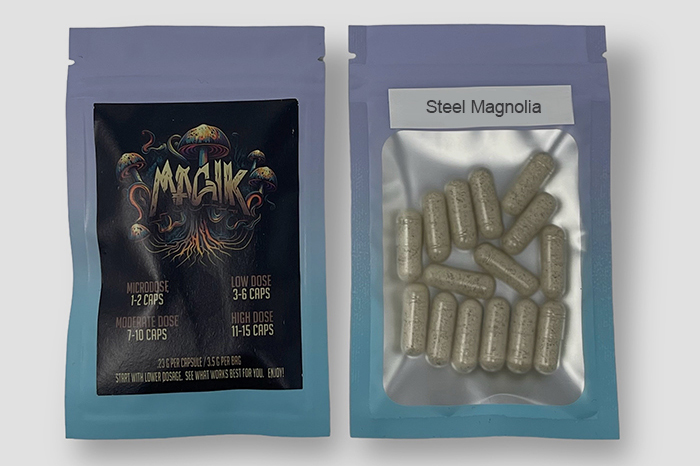 MAGIK
MICRODOSE
1-2 CAPS
LOW DOSE
3-6 CAPS
MODERATE DOSE
7-10 CAPS
HIGH DOSE
11-15 CAPS
.23 G PER CAPSULE / 3.5 G PER BAG
START WITH LOWER DOSAGE. SEE WHAT WORKS BEST FOR YOU. ENJOY!
Steel Magnolia